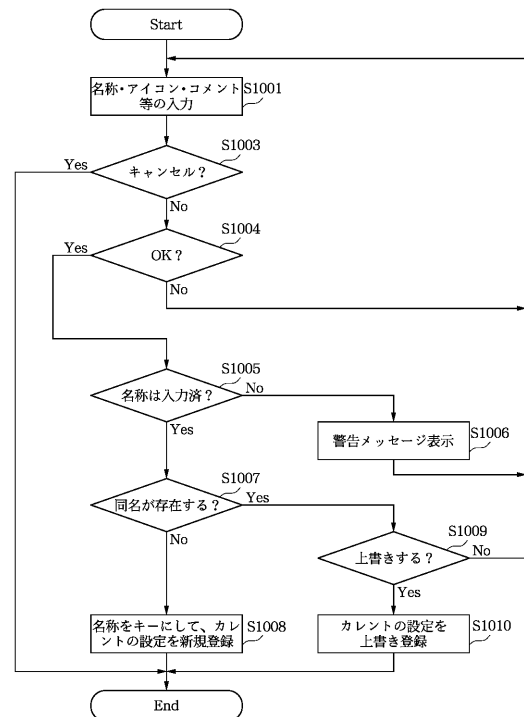 Start
名称・アイコン・コメント
等の入力
S1001
S1003
Yes
キャンセル？
No
S1004
Yes
OK？
No
S1005
名称は入力済？
No
Yes
S1006
警告メッセージ表示
S1007
同名が存在する？
Yes
No
S1009
上書きする？
No
Yes
名称をキーにして、カレ
ントの設定を新規登録
S1008
カレントの設定を
上書き登録
S1010
End